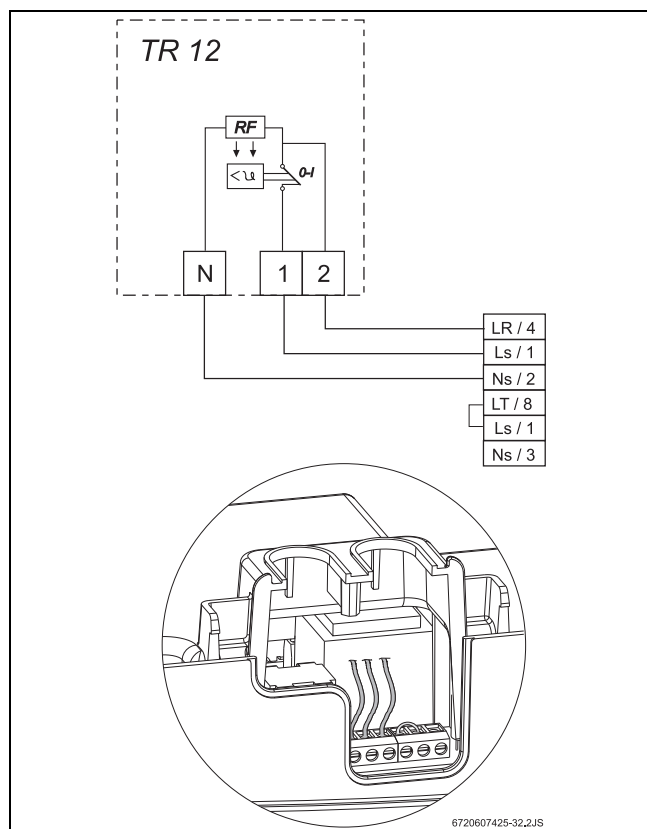 TR 12
RF
0-I
N 1 2
LR / 4
Ls / 1
Ns / 2
LT / 8
Ls / 1
Ns / 3
6720607425-32.2JS